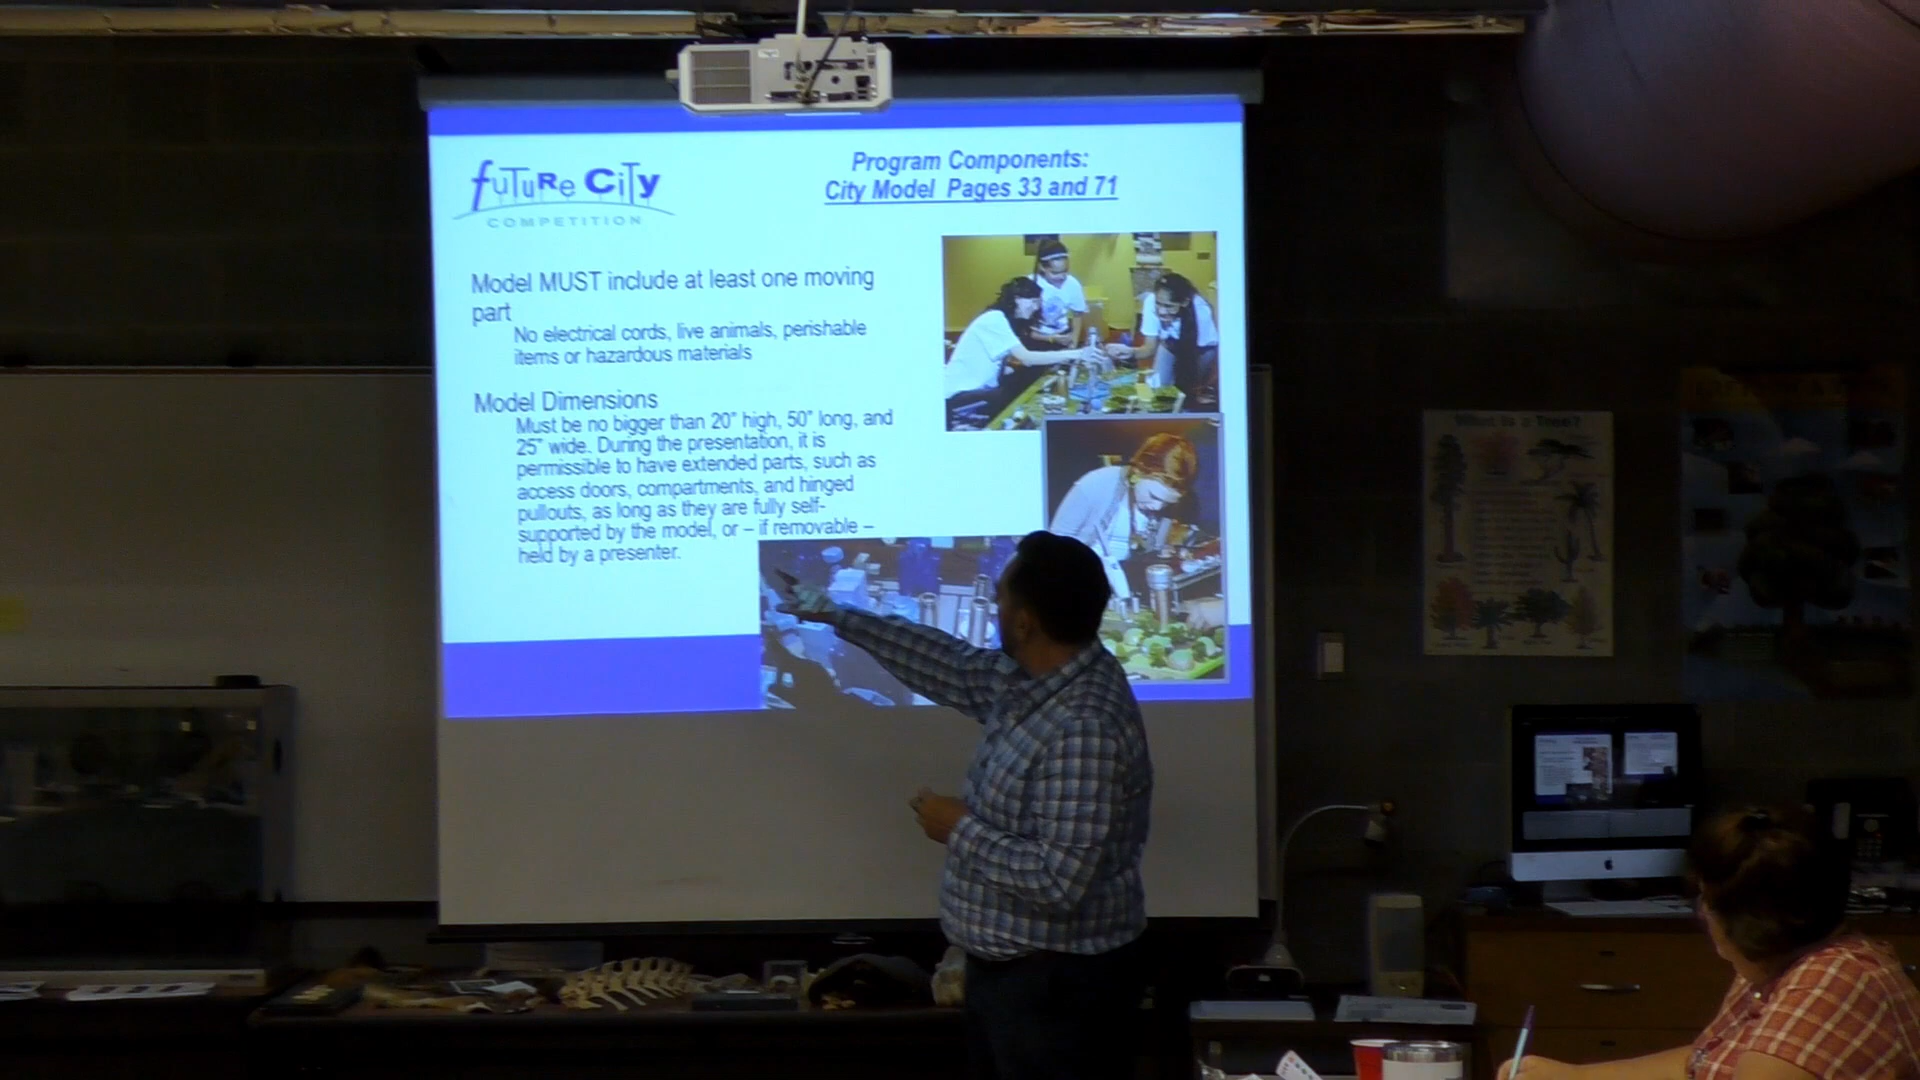 fuTuRe CiTy
COMPETITION
Program Components:
City Model Pages 33 and 71
Model MUST include at least one moving
part
No electrical cords, live animals, perishable
items or hazardous materials
Model Dimensions
Must be no bigger than 20" high, 50" long, and
25" wide. During the presentation, it is
permissible to have extended parts, such as
access doors, compartments, and hinged
pullouts, as long as they are fully self-
supported by the model, or – if removable –
held by a presenter.
What Is a Tree?